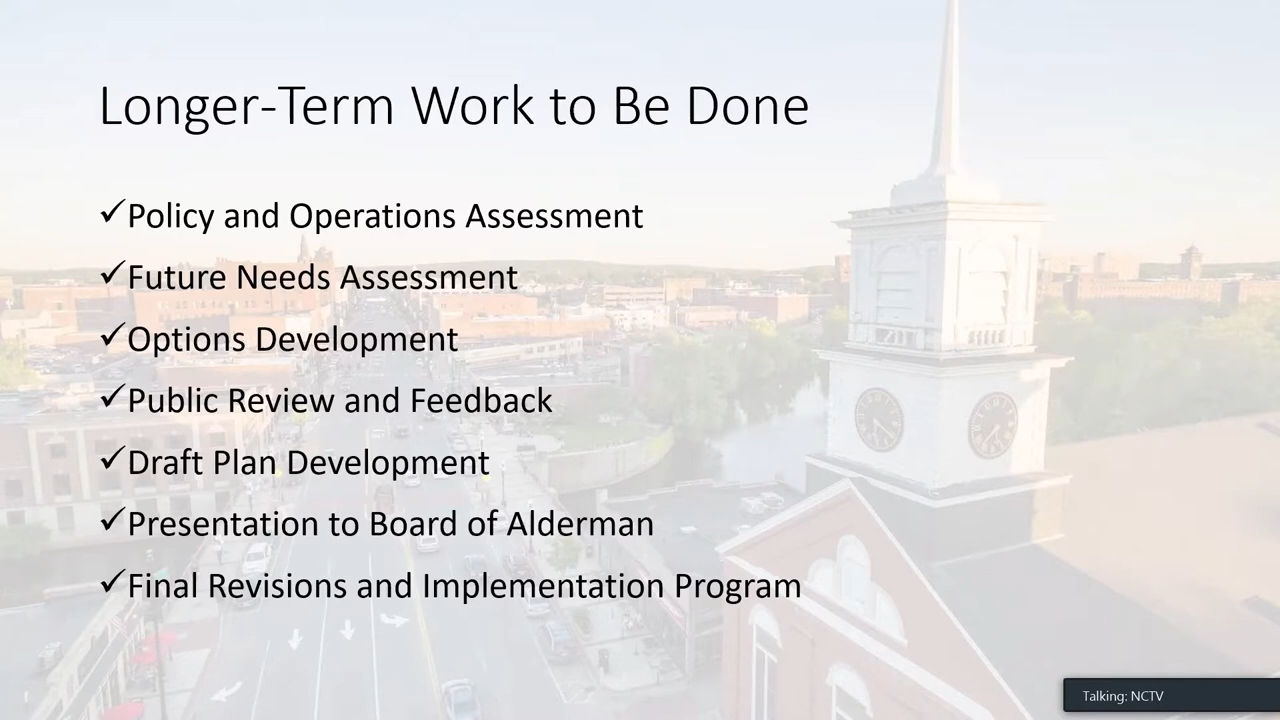 Longer-Term Work to Be Done
✓Policy and Operations Assessment
✓Future Needs Assessment
✓Options Development
✓Public Review and Feedback
✓Draft Plan Development
✓Presentation to Board of Alderman
✓Final Revisions and Implementation Program
Talking: NCTV